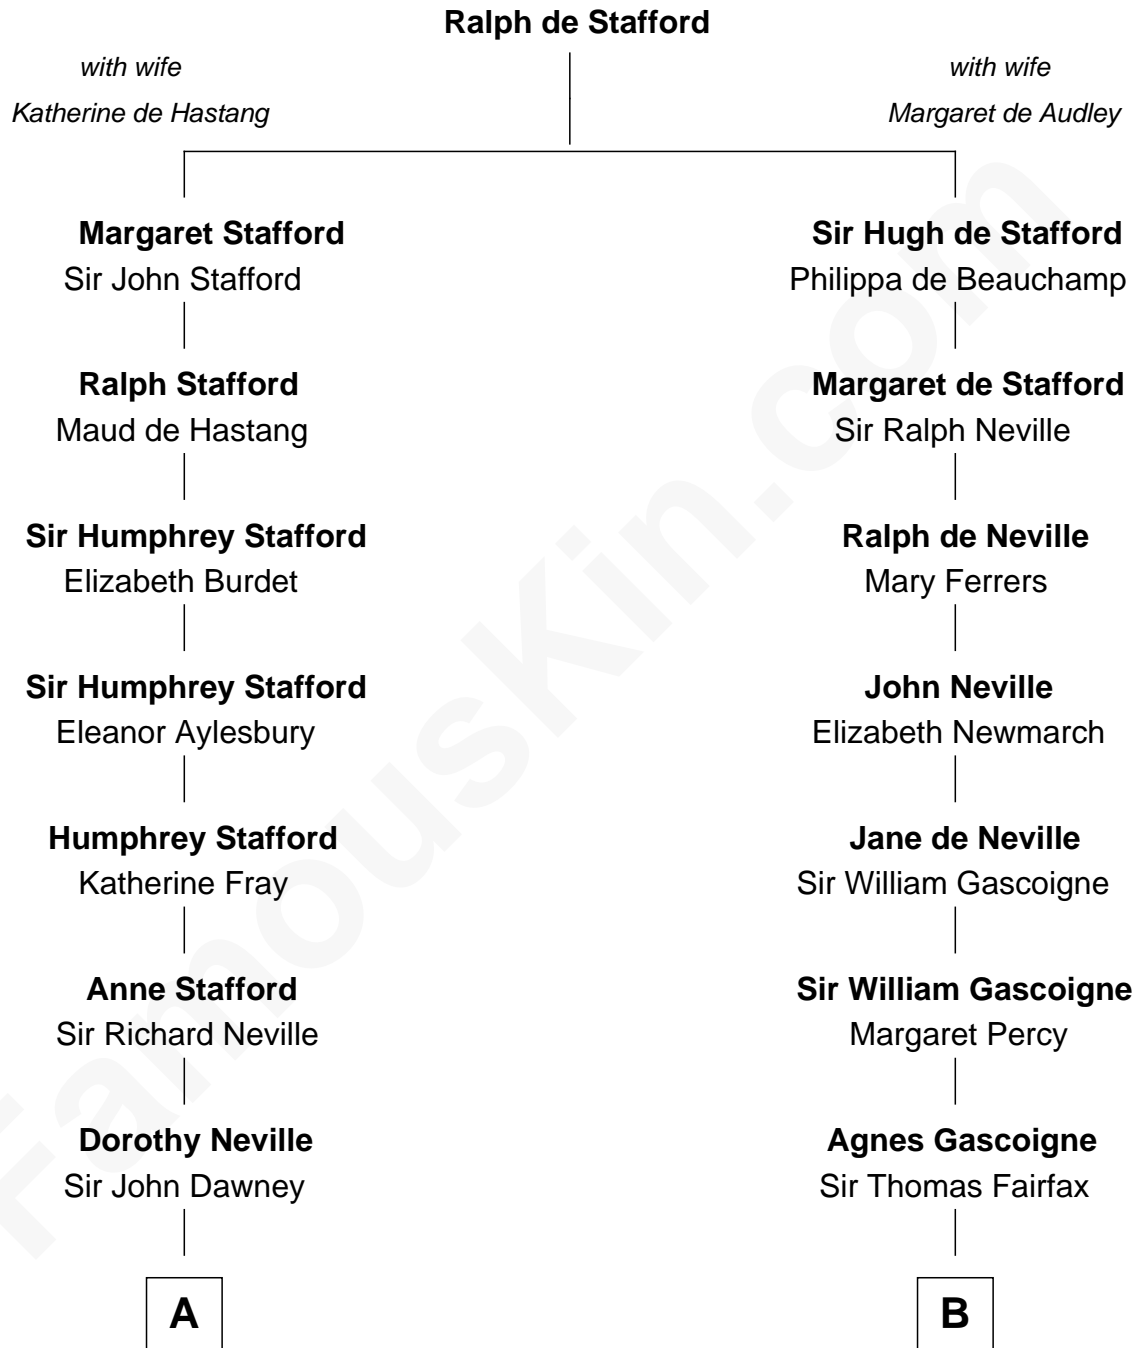 Ralph de Stafford
with wife
Katherine de Hastang
with wife
Margaret de Audley
Margaret Stafford
Sir John Stafford
Sir Hugh de Stafford
Philippa de Beauchamp
Ralph Stafford
Maud de Hastang
Margaret de Stafford
Sir Ralph Neville
Sir Humphrey Stafford
Elizabeth Burdet
Ralph de Neville
Mary Ferrers
Sir Humphrey Stafford
Eleanor Aylesbury
John Neville
Elizabeth Newmarch
Humphrey Stafford
Katherine Fray
Jane de Neville
Sir William Gascoigne
Anne Stafford
Sir Richard Neville
Sir William Gascoigne
Margaret Percy
Dorothy Neville
Sir John Dawney
Agnes Gascoigne
Sir Thomas Fairfax
A
B
FamousKin.com